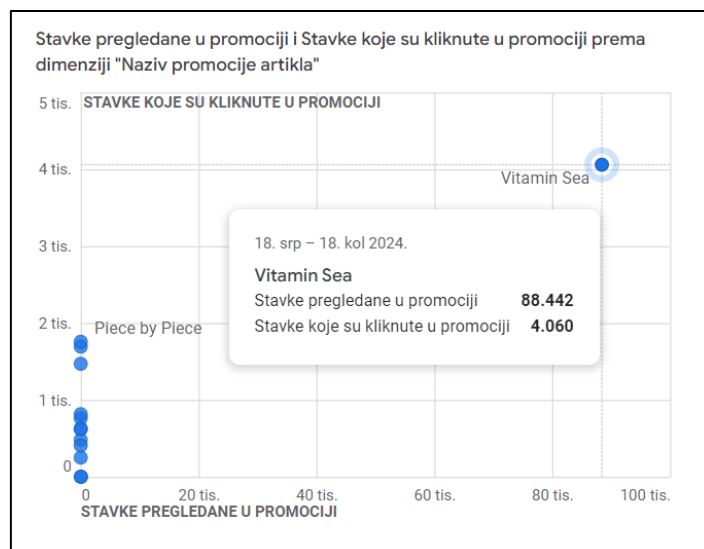 Stavke pregledane u promociji i Stavke koje su kliknute u promociji prema
dimenziji "Naziv promocije artikla"
5 tis.
STAVKE KOJE SU KLIKNUTE U PROMOCIJI
4 tis.
Vitamin Sea
3 tis.
18. srp – 18. kol 2024.
Vitamin Sea
Stavke pregledane u promociji 88.442
Stavke koje su kliknute u promociji 4.060
2 tis.
Piece by Piece
1 tis.
0
0 20 tis. 40 tis. 60 tis. 80 tis. 100 tis.
STAVKE PREGLEDANE U PROMOCIJI